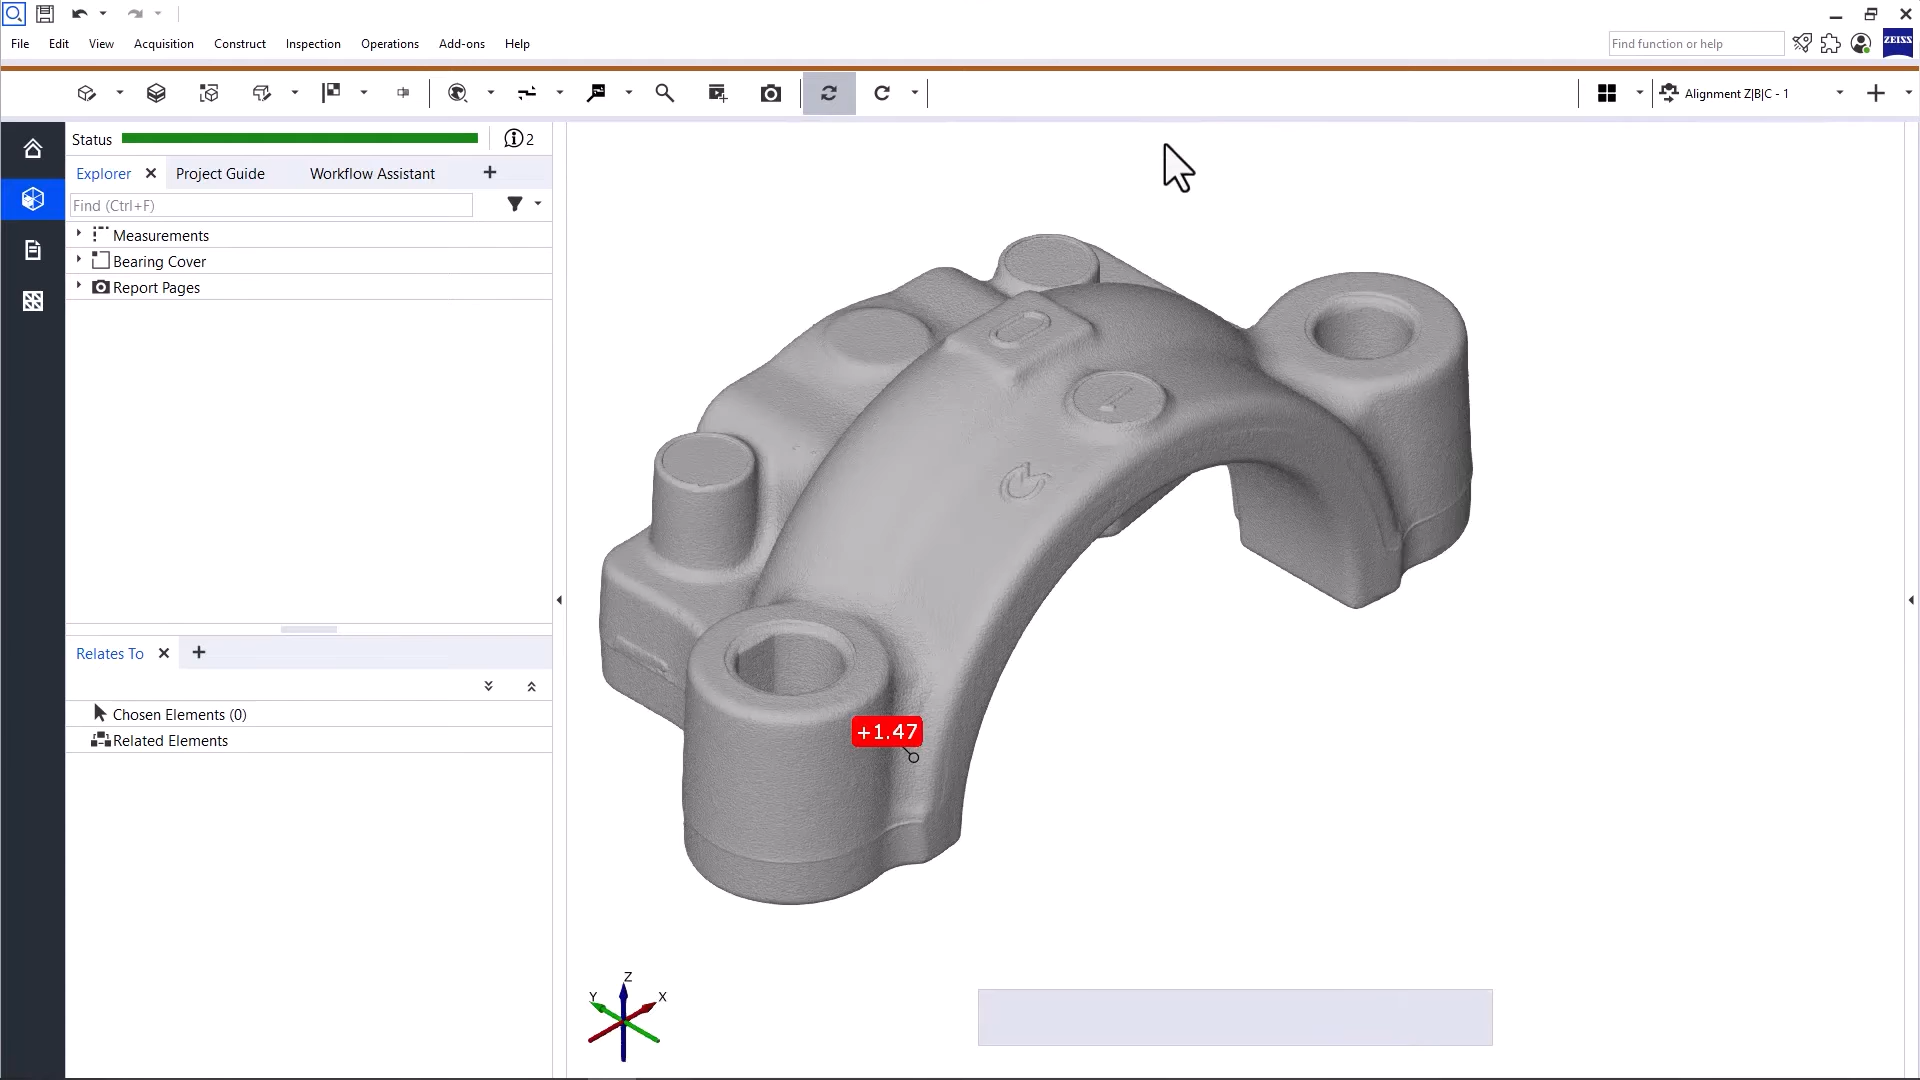 File Edit View Acquisition Construct Inspection Operations Add-ons Help
Find function or help
ZEISS
Alignment Z|B|C - 1
Status 2
Explorer Project Guide Workflow Assistant
Find (Ctrl+F)
Measurements
Bearing Cover
Report Pages
+1.47
Relates To
Chosen Elements (0)
Related Elements
Z
Y X